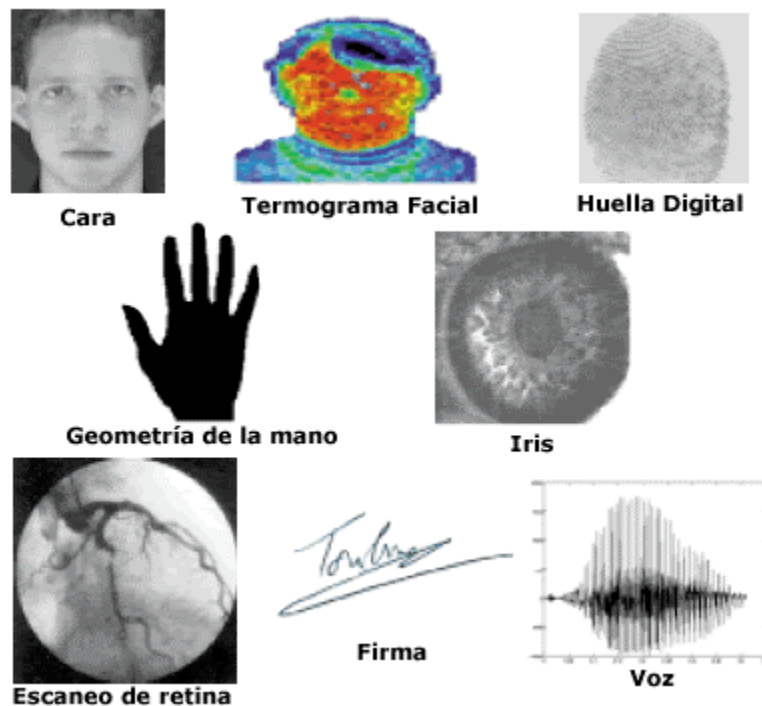 Cara
Termograma Facial
Huella Digital
Geometría de la mano
Iris
Escaneo de retina
Firma
Voz